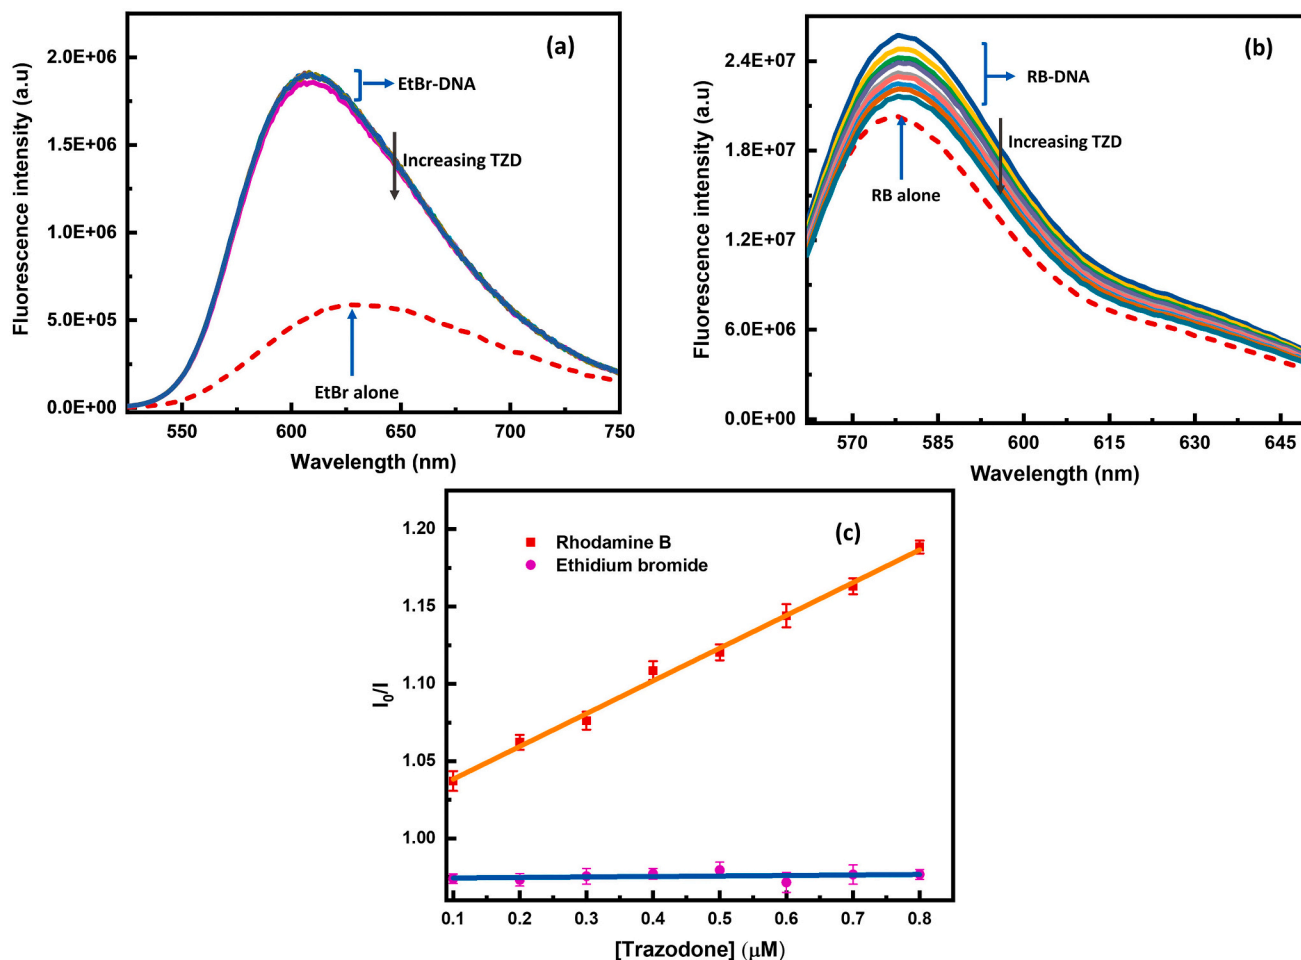 (a)
2.0E+06
1.5E+06
1.0E+06
5.0E+05
0.0E+00
EtBr-DNA
Increasing TZD
EtBr alone
550 600 650 700 750
Wavelength (nm)
Fluorescence intensity (a.u)
(b)
2.4E+07
1.8E+07
1.2E+07
6.0E+06
0.0E+00
RB-DNA
Increasing TZD
RB alone
570 585 600 615 630 645
Wavelength (nm)
Fluorescence intensity (a.u)
(c)
Rhodamine B
Ethidium bromide
1.20
1.15
1.10
1.05
1.00
0.1 0.2 0.3 0.4 0.5 0.6 0.7 0.8
I0/I
[Trazodone] (μM)